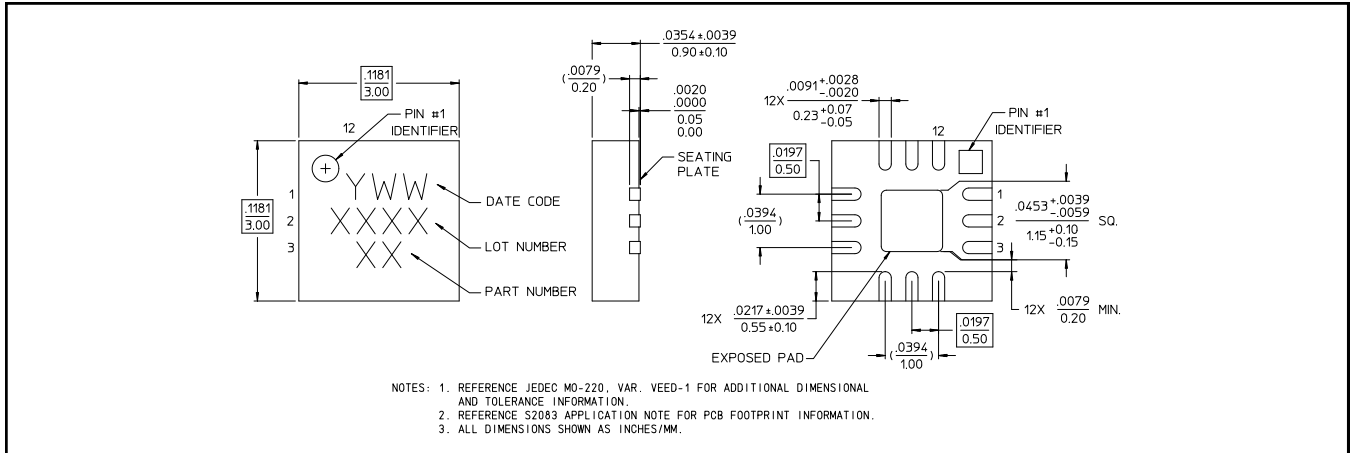 .1181
3.00
12
PIN #1
IDENTIFIER
.1181
3.00
1
2
3
YWW
XXXX
XX
DATE CODE
LOT NUMBER
PART NUMBER
.0354±.0039
0.90±0.10
(.0079
0.20)
.0020
.0000
0.05
0.00
SEATING
PLATE
12X .0091 +.0028
-.0020
0.23 +0.07
-0.05
12
PIN #1
IDENTIFIER
.0197
0.50
(.0394
1.00)
1
2
3
.0453 +.0039
-.0059 SQ.
1.15 +0.10
-0.15
12X .0217±.0039
0.55±0.10
12X .0079 MIN.
0.20
.0197
0.50
(.0394
1.00)
EXPOSED PAD
NOTES: 1. REFERENCE JEDEC MO-220, VAR. VEED-1 FOR ADDITIONAL DIMENSIONAL
AND TOLERANCE INFORMATION.
2. REFERENCE S2083 APPLICATION NOTE FOR PCB FOOTPRINT INFORMATION.
3. ALL DIMENSIONS SHOWN AS INCHES/MM.